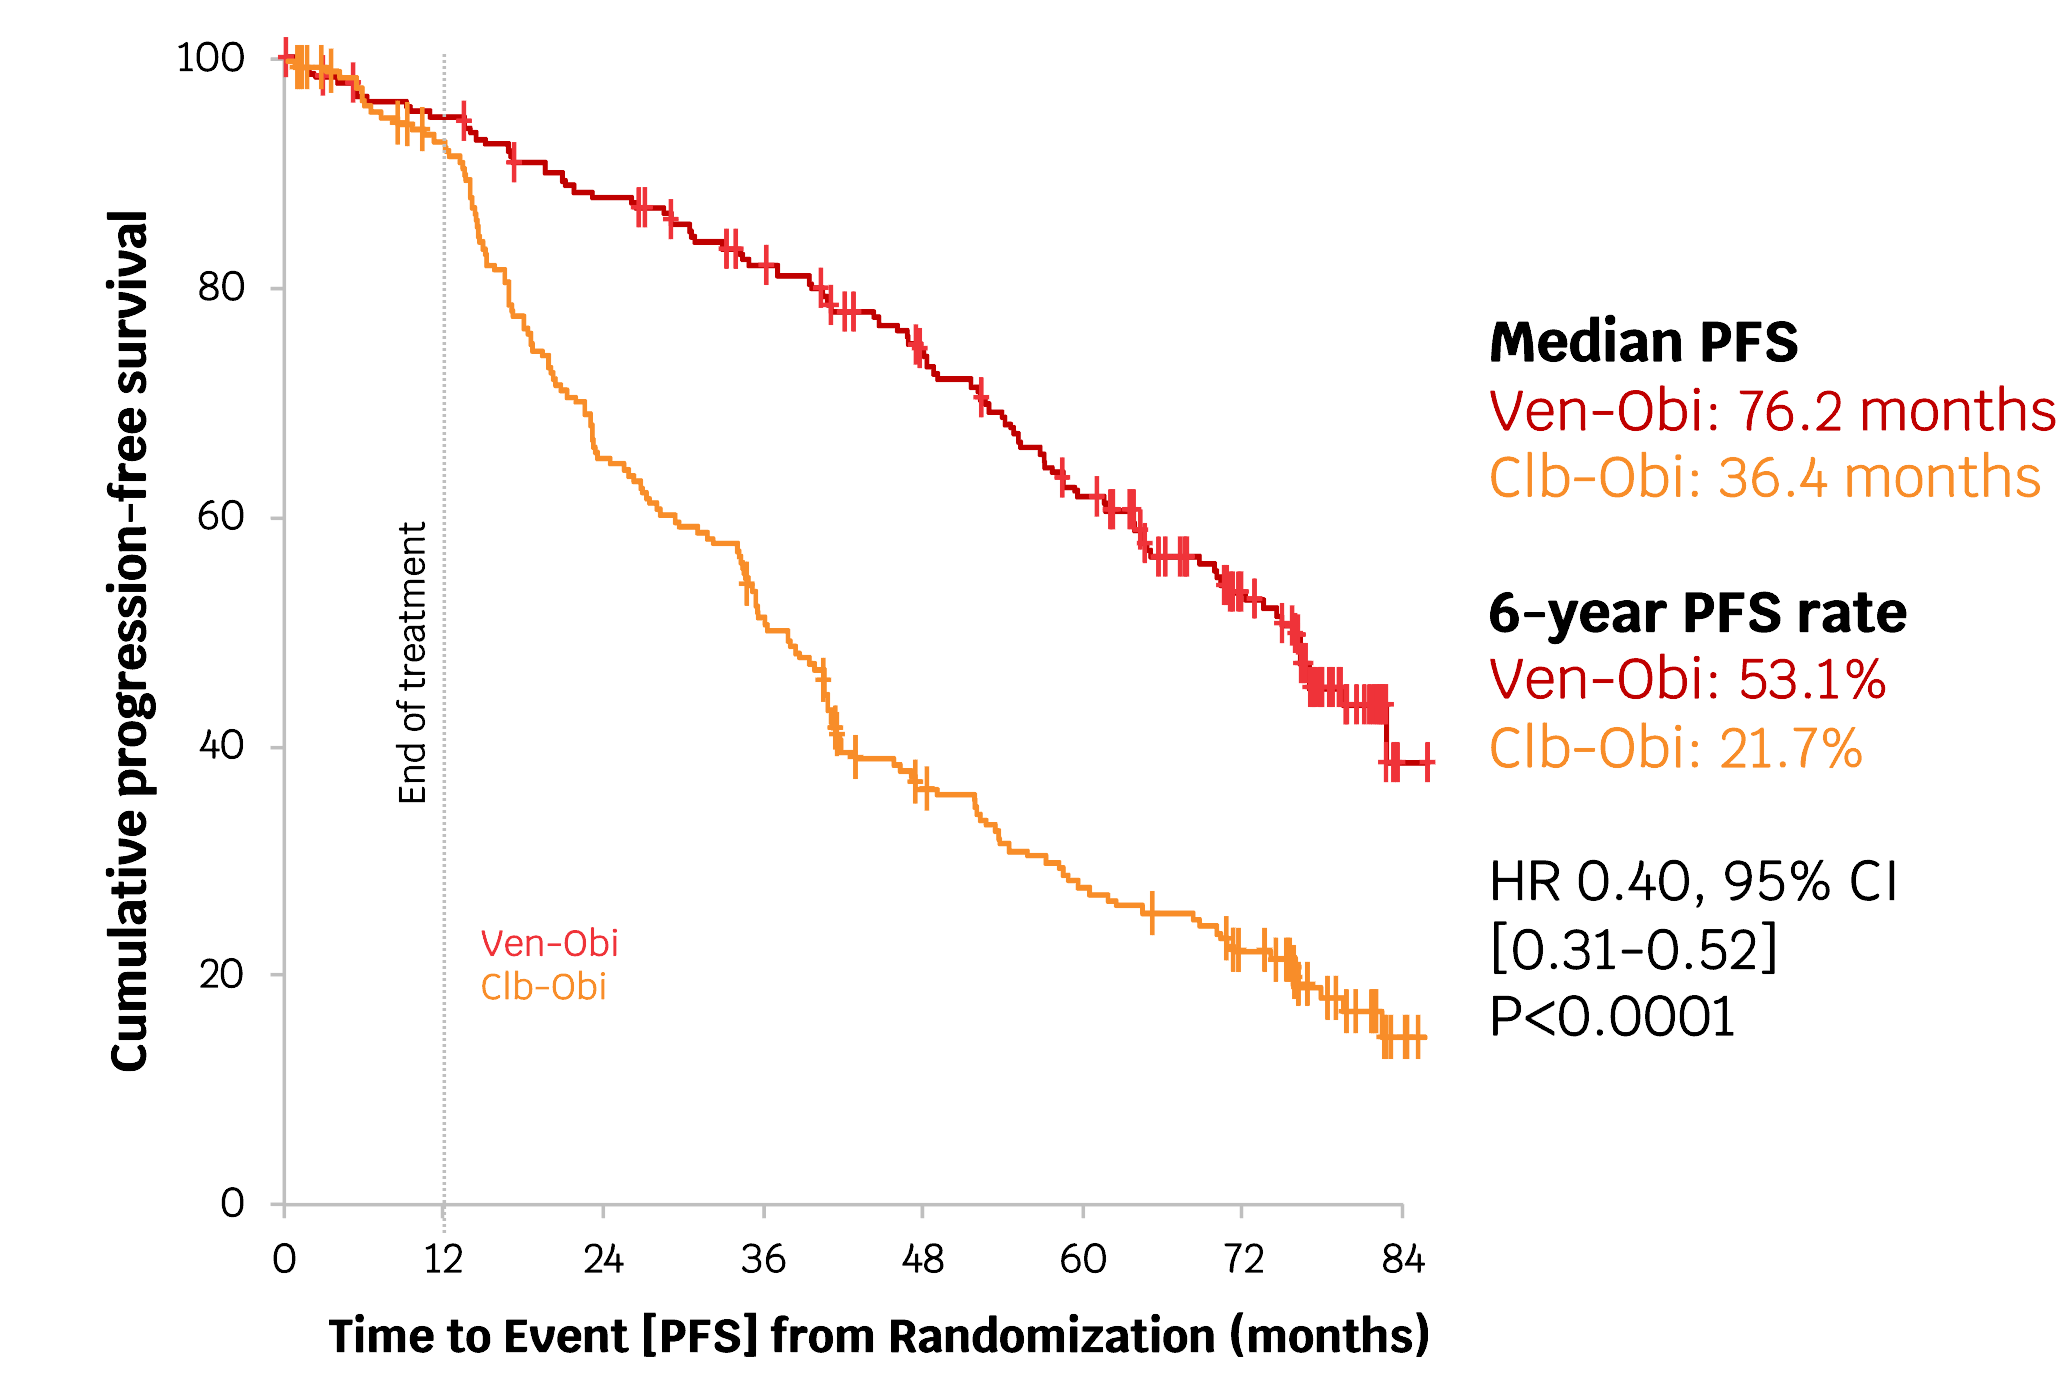 Cumulative progression-free survival
100
80
60
40
20
0
End of treatment
Ven-Obi
Clb-Obi
0 12 24 36 48 60 72 84
Time to Event [PFS] from Randomization (months)
Median PFS
Ven-Obi: 76.2 months
Clb-Obi: 36.4 months
6-year PFS rate
Ven-Obi: 53.1%
Clb-Obi: 21.7%
HR 0.40, 95% CI
[0.31-0.52]
P<0.0001